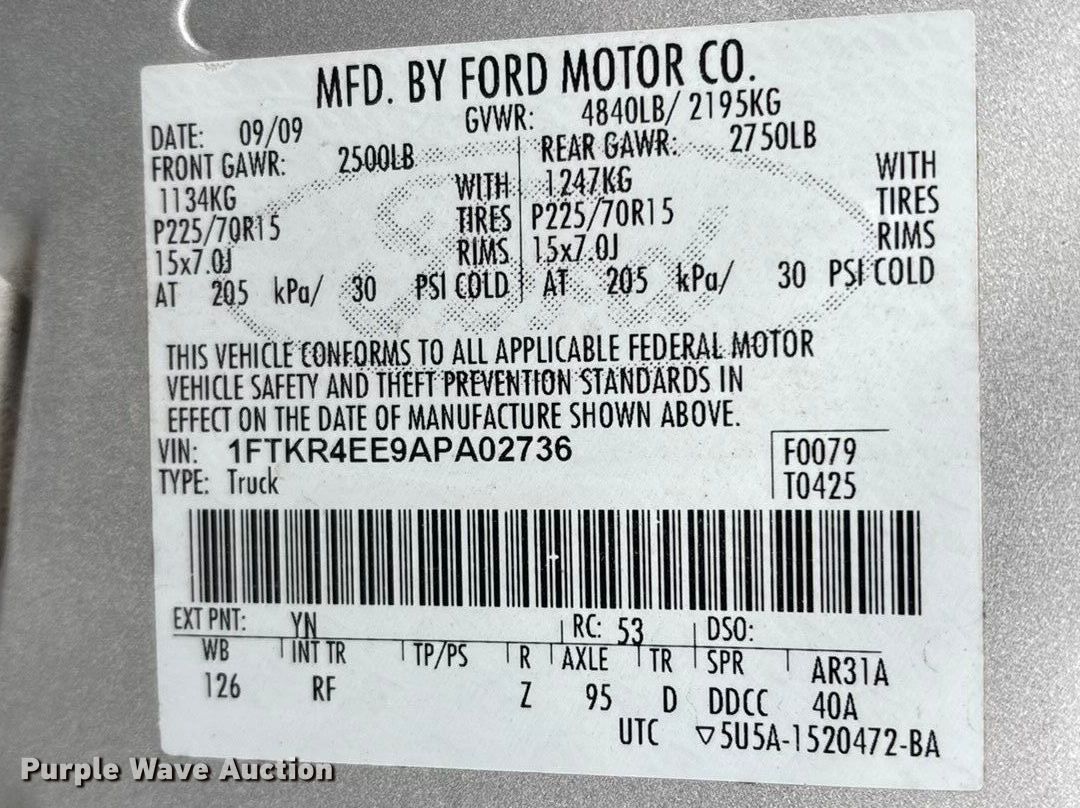 MFD. BY FORD MOTOR CO.
DATE: 09/09 GVWR: 4840LB/ 2195KG
FRONT GAWR: 2500LB REAR GAWR: 2750LB
1134KG WITH 1247KG WITH
P225/70R15 TIRES P225/70R15 TIRES
15x7.0J RIMS 15x7.0J RIMS
AT 205 kPa/ 30 PSI COLD AT 205 kPa/ 30 PSI COLD
THIS VEHICLE CONFORMS TO ALL APPLICABLE FEDERAL MOTOR
VEHICLE SAFETY AND THEFT PREVENTION STANDARDS IN
EFFECT ON THE DATE OF MANUFACTURE SHOWN ABOVE.
VIN: 1FTKR4EE9APA02736 F0079
TYPE: Truck T0425
EXT PNT: YN RC: 53 DSO:
WB INT TR TP/PS R AXLE TR SPR AR31A
126 RF Z 95 D DDCC 40A
UTC ▽5U5A-1520472-BA
Purple Wave Auction